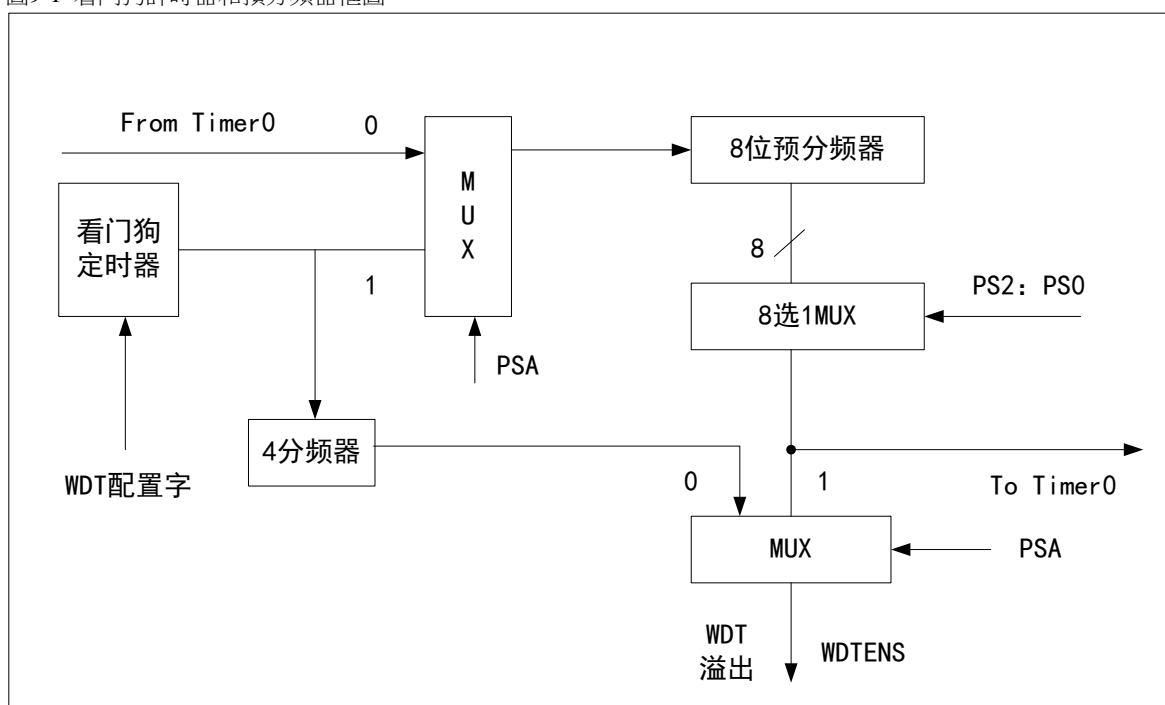 From Timer0
0
MUX
8位预分频器
看门狗
定时器
1
8
PS2：PS0
8选1MUX
PSA
4分频器
WDT配置字
0
1
To Timer0
MUX
PSA
WDT
溢出
WDTENS